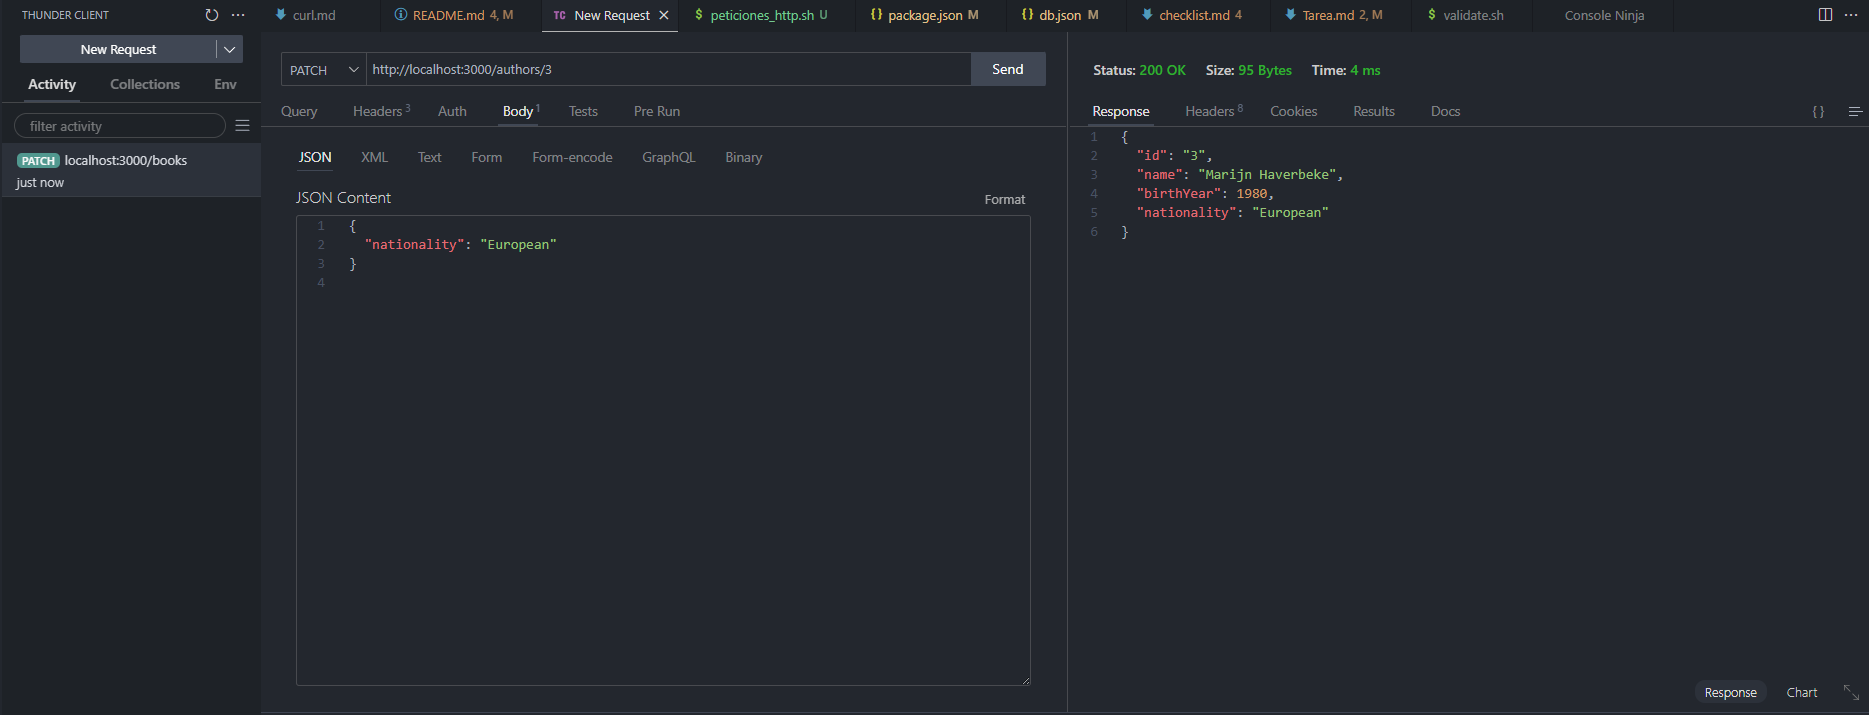 THUNDER CLIENT
New Request
Activity Collections Env
filter activity
PATCH localhost:3000/books
just now
curl.md README.md 4, M TC New Request peticiones_http.sh U {} package.json M {} db.json M checklist.md 4 Tarea.md 2, M $ validate.sh Console Ninja
PATCH http://localhost:3000/authors/3 Send
Query Headers 3 Auth Body 1 Tests Pre Run
JSON XML Text Form Form-encode GraphQL Binary
JSON Content Format
1 {
2 "nationality": "European"
3 }
4
Status: 200 OK Size: 95 Bytes Time: 4 ms
Response Headers 8 Cookies Results Docs {}
1 {
2 "id": "3",
3 "name": "Marijn Haverbeke",
4 "birthYear": 1980,
5 "nationality": "European"
6 }
Response Chart